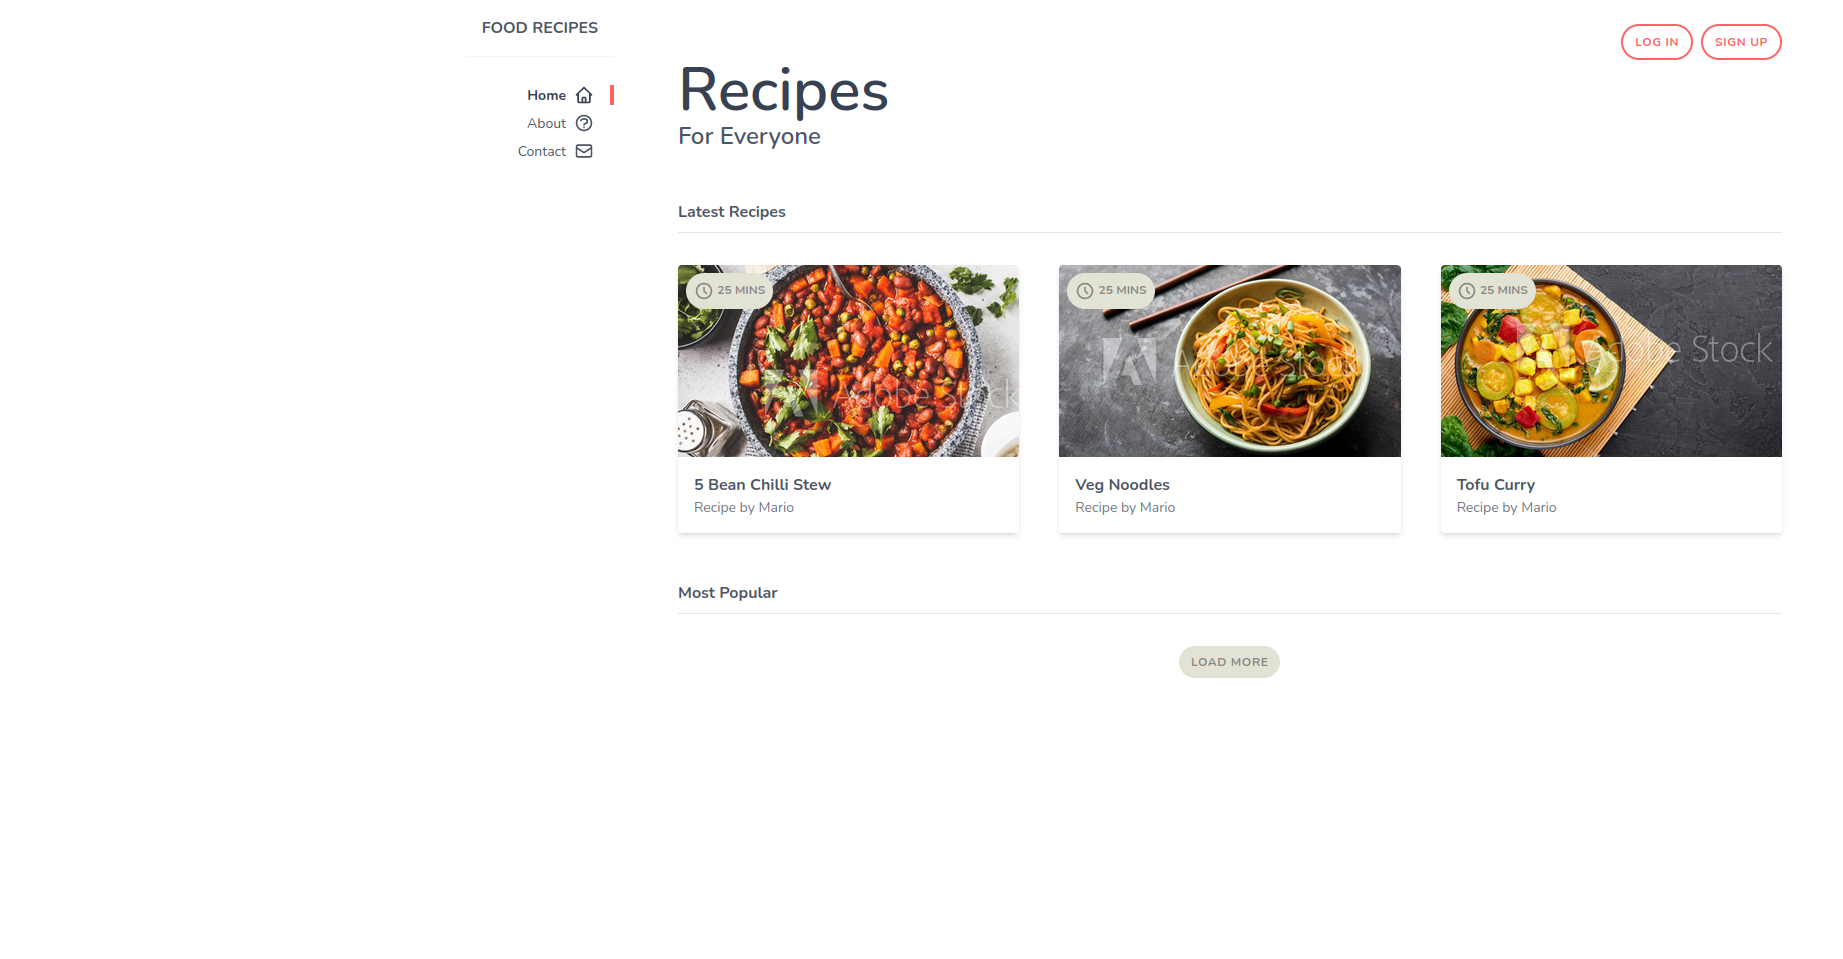 FOOD RECIPES
Home
About
Contact
LOG IN
SIGN UP
Recipes
For Everyone
Latest Recipes
25 MINS
Adobe Stock
5 Bean Chilli Stew
Recipe by Mario
25 MINS
Adobe Stock
Veg Noodles
Recipe by Mario
25 MINS
Adobe Stock
Tofu Curry
Recipe by Mario
Most Popular
LOAD MORE